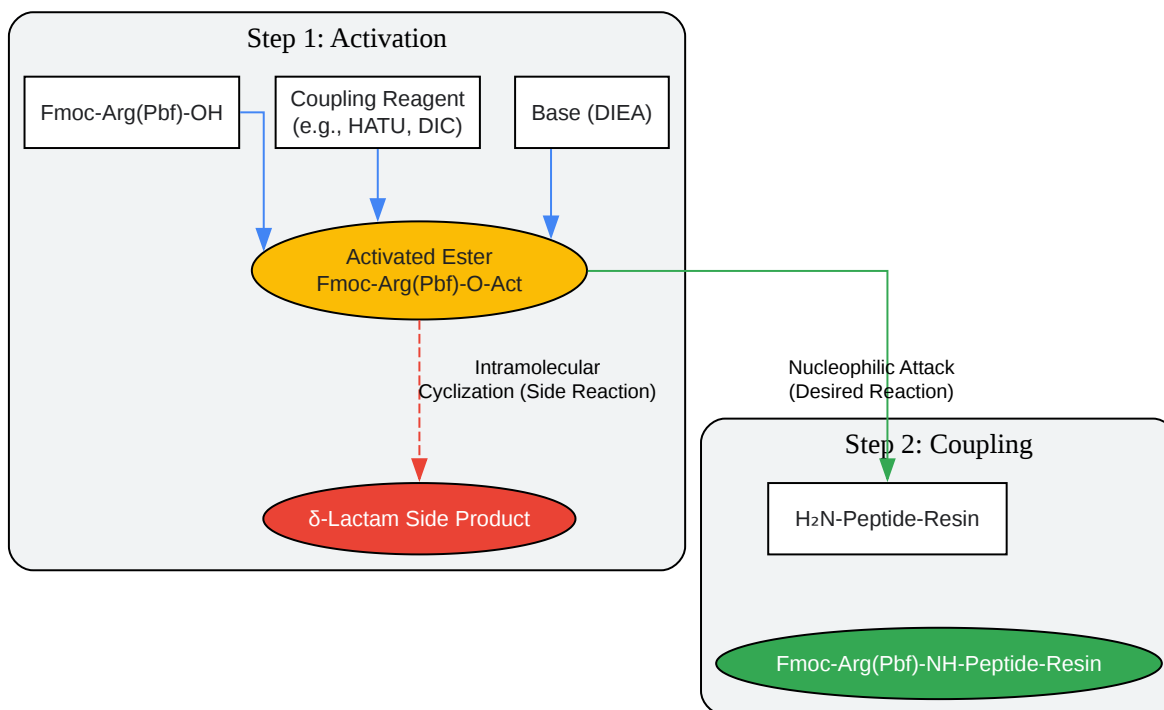 Step 1: Activation
Fmoc-Arg(Pbf)-OH
Coupling Reagent
(e.g., HATU, DIC)
Base (DIEA)
Activated Ester
Fmoc-Arg(Pbf)-O-Act
Intramolecular
Cyclization (Side Reaction)
Nucleophilic Attack
(Desired Reaction)
δ-Lactam Side Product
Step 2: Coupling
H₂N-Peptide-Resin
Fmoc-Arg(Pbf)-NH-Peptide-Resin